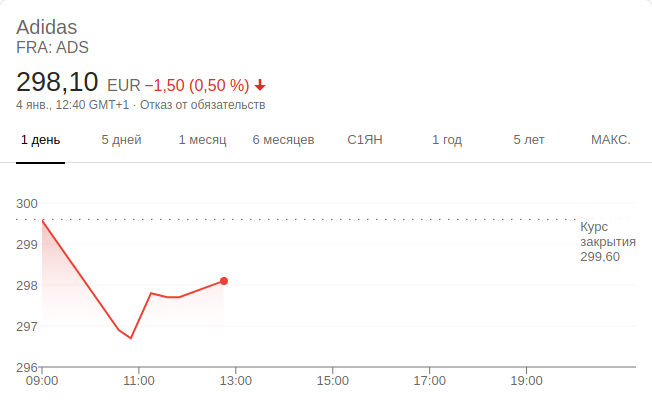 Adidas
FRA: ADS
298,10 EUR −1,50 (0,50 %)
4 янв., 12:40 GMT+1 · Отказ от обязательств
1 день 5 дней 1 месяц 6 месяцев С1ЯН 1 год 5 лет МАКС.
300
Курс
299
закрытия
299,60
298
297
296
09:00 11:00 13:00 15:00 17:00 19:00